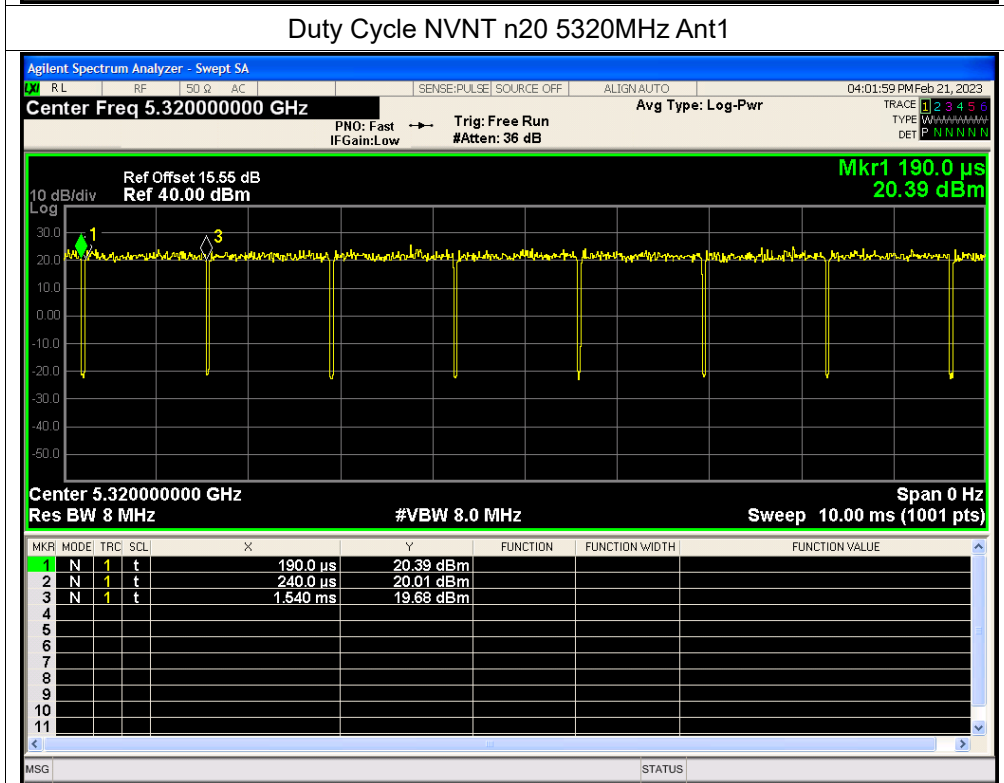 Duty Cycle NVNT n20 5320MHz Ant1
Agilent Spectrum Analyzer - Swept SA
LXI RL RF 50 Ω AC SENSE:PULSE SOURCE OFF ALIGNAUTO 04:01:59 PMFeb 21, 2023
Center Freq 5.320000000 GHz Avg Type: Log-Pwr TRACE 1 2 3 4 5 6
PNO: Fast Trig: Free Run TYPE WWWWWW
IFGain:Low #Atten: 36 dB DET P N N N N N
Mkr1 190.0 µs
Ref Offset 15.55 dB
10 dB/div Ref 40.00 dBm 20.39 dBm
Log
30.0
20.0
10.0
0.00
-10.0
-20.0
-30.0
-40.0
-50.0
1
3
Center 5.320000000 GHz Span 0 Hz
Res BW 8 MHz #VBW 8.0 MHz Sweep 10.00 ms (1001 pts)
MKR MODE TRC SCL X Y FUNCTION FUNCTION WIDTH FUNCTION VALUE
1 N 1 t 190.0 µs 20.39 dBm
2 N 1 t 240.0 µs 20.01 dBm
3 N 1 t 1.540 ms 19.68 dBm
4
5
6
7
8
9
10
11
MSG STATUS